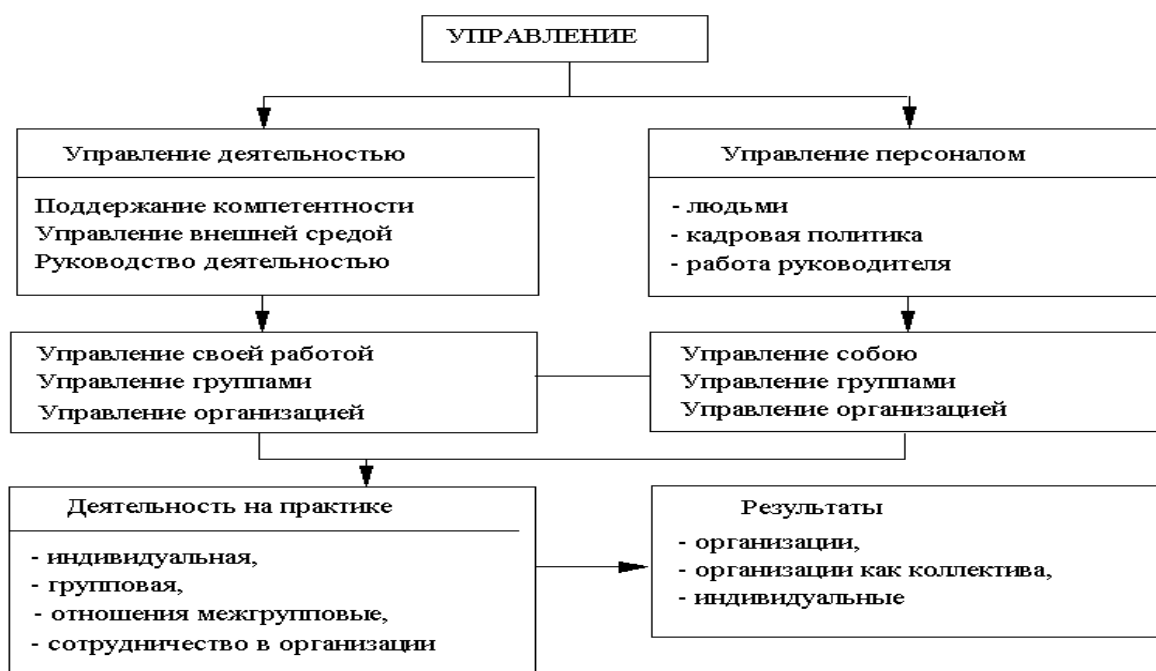 УПРАВЛЕНИЕ
Управление деятельностью
Поддержание компетентности
Управление внешней средой
Руководство деятельностью
Управление персоналом
- людьми
- кадровая политика
- работа руководителя
Управление своей работой
Управление группами
Управление организацией
Управление собою
Управление группами
Управление организацией
Деятельность на практике
- индивидуальная,
- групповая,
- отношения межгрупповые,
- сотрудничество в организации
Результаты
- организации,
- организации как коллектива,
- индивидуальные